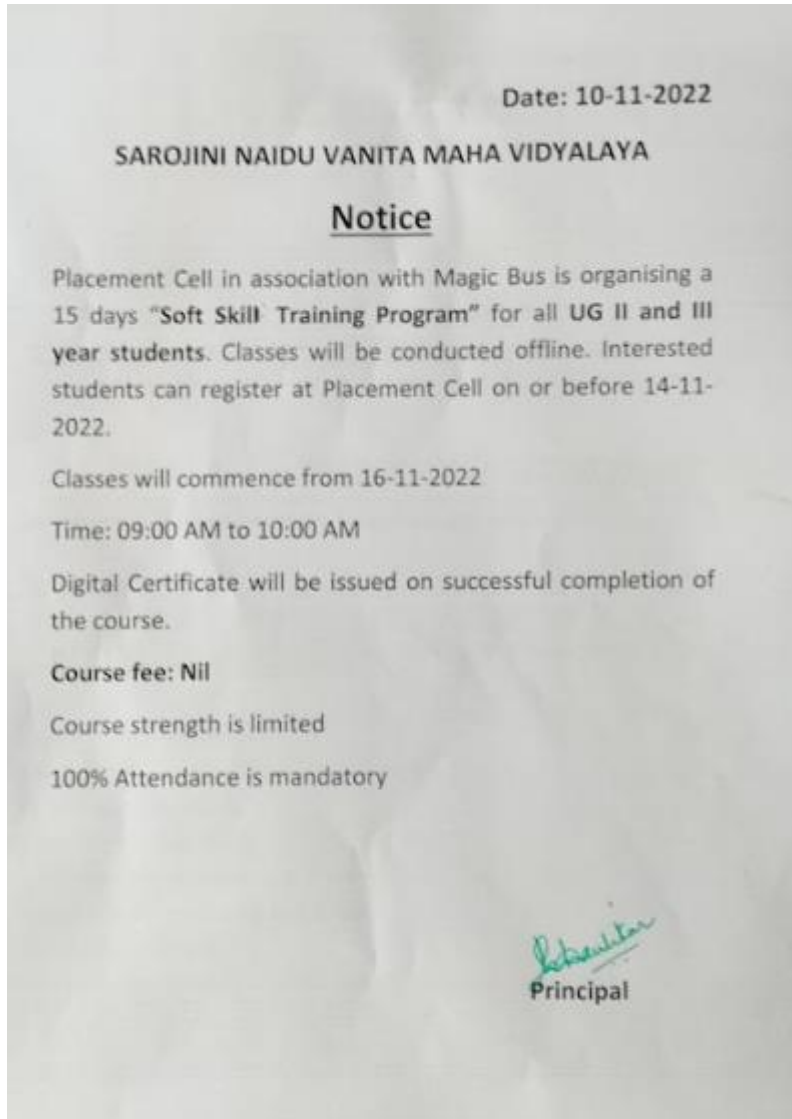 Date: 10-11-2022
SAROJINI NAIDU VANITA MAHA VIDYALAYA
Notice
Placement Cell in association with Magic Bus is organising a
15 days "Soft Skill Training Program" for all UG II and III
year students. Classes will be conducted offline. Interested
students can register at Placement Cell on or before 14-11-
2022.
Classes will commence from 16-11-2022
Time: 09:00 AM to 10:00 AM
Digital Certificate will be issued on successful completion of
the course.
Course fee: Nil
Course strength is limited
100% Attendance is mandatory
Principal